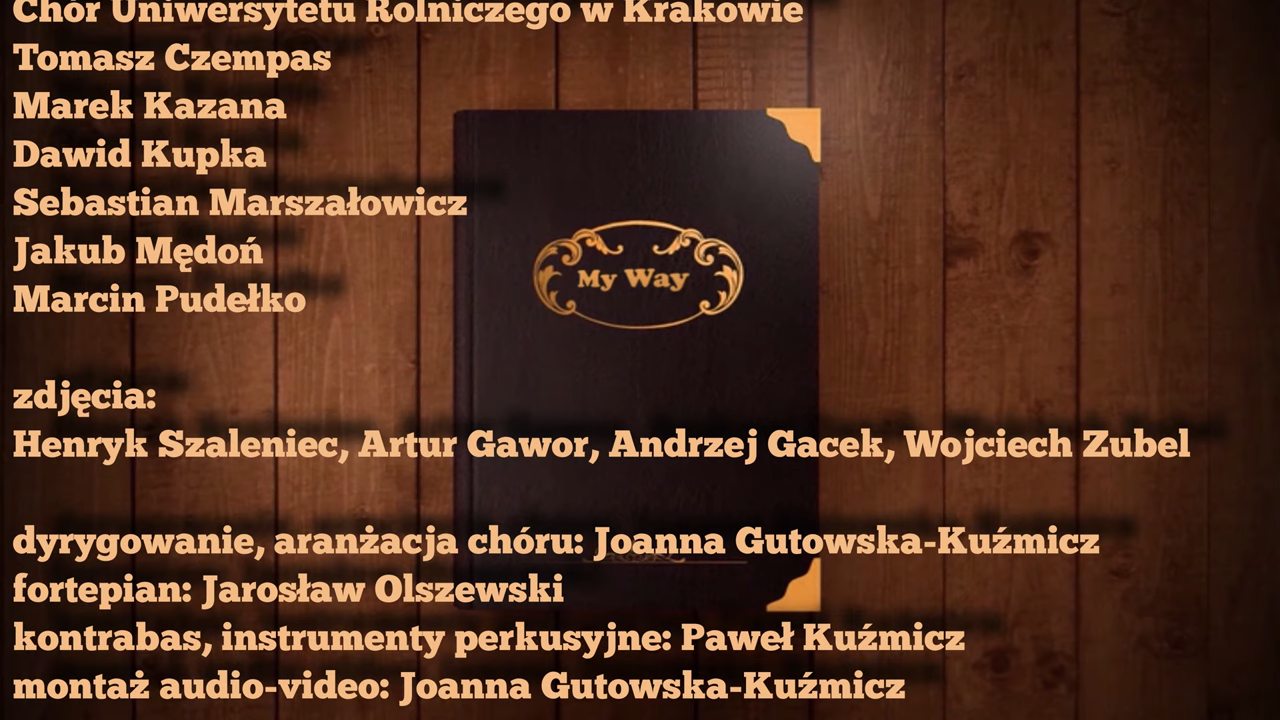 Chór Uniwersytetu Rolniczego w Krakowie
Tomasz Czempas
Marek Kazana
Dawid Kupka
Sebastian Marszałowicz
Jakub Mędoń
Marcin Pudełko
My Way
zdjęcia:
Henryk Szaleniec, Artur Gawor, Andrzej Gacek, Wojciech Zubel
dyrygowanie, aranżacja chóru: Joanna Gutowska-Kuźmicz
fortepian: Jarosław Olszewski
kontrabas, instrumenty perkusyjne: Paweł Kuźmicz
montaż audio-video: Joanna Gutowska-Kuźmicz